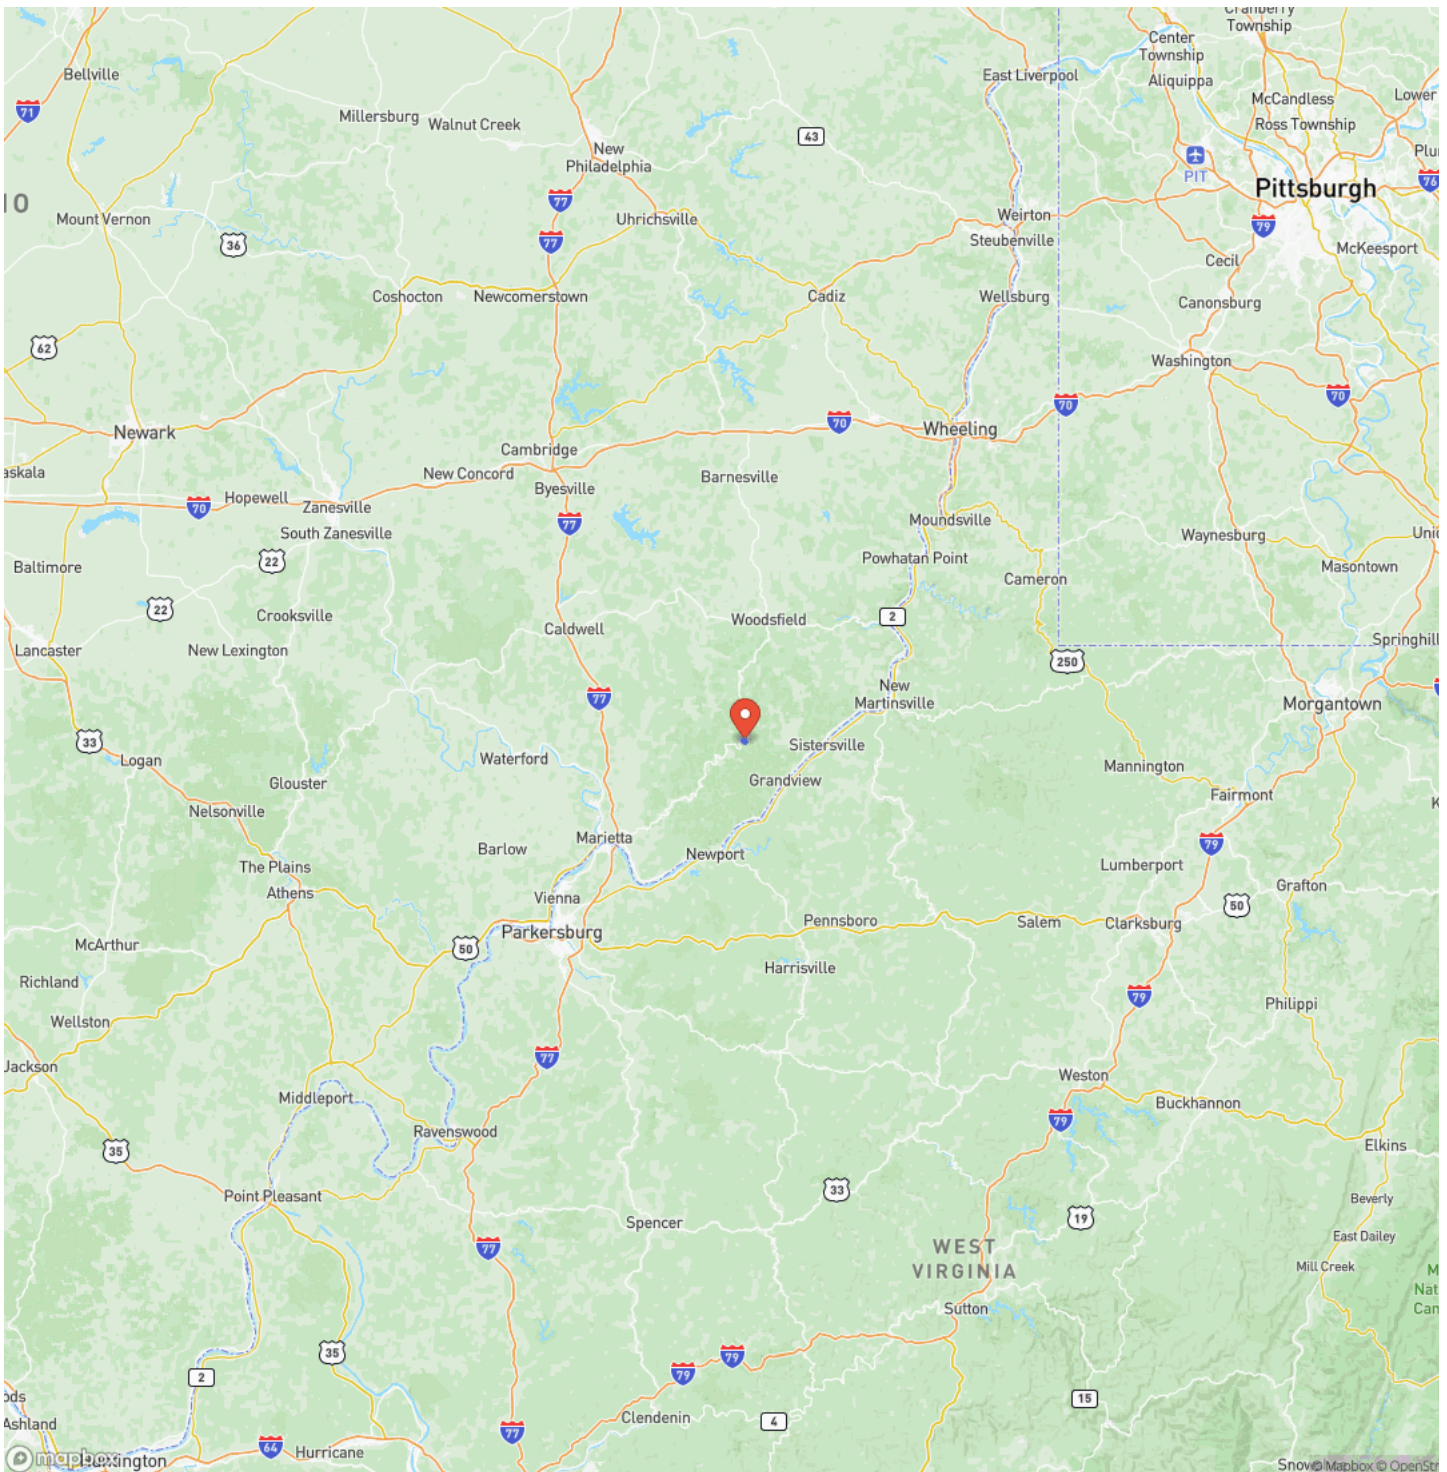 Cranberry
Township
Center
Township
Bellville
East Liverpool
Aliquippa
McCandless
Lower
71
Millersburg
Walnut Creek
Ross Township
43
New
Philadelphia
PIT
76
Pittsburgh
77
Mount Vernon
Uhrichsville
Weirton
79
36
77
Steubenville
McKeesport
Cecil
Coshocton
Newcomerstown
Cadiz
Wellsburg
Canonsburg
62
Washington
70
70
70
Newark
Wheeling
Cambridge
New Concord
Barnesville
Byesville
Hopewell
70
Zanesville
77
Moundsville
South Zanesville
Waynesburg
22
Powhatan Point
Baltimore
Cameron
Masontown
22
Crooksville
2
Woodsfield
Caldwell
Springhill
Lancaster
New Lexington
250
New
Martinsville
77
Morgantown
33
Sistersville
Logan
Waterford
Mannington
Glouster
Grandview
Fairmont
Nelsonville
Marietta
79
Barlow
Newport
The Plains
Lumberport
Athens
Grafton
Vienna
50
Pennsboro
Salem
Clarksburg
Parkersburg
McArthur
50
Harrisville
Richland
79
Philippi
Wellston
77
Jackson
Weston
Middleport
Buckhannon
79
Ravenswood
Elkins
35
33
Point Pleasant
Beverly
19
Spencer
East Dailey
77
WEST
VIRGINIA
Mill Creek
Sutton
35
79
79
2
15
Clendenin
4
Ashland
77
64
Hurricane
mapbox
Huntington
© Mapbox © OpenStr